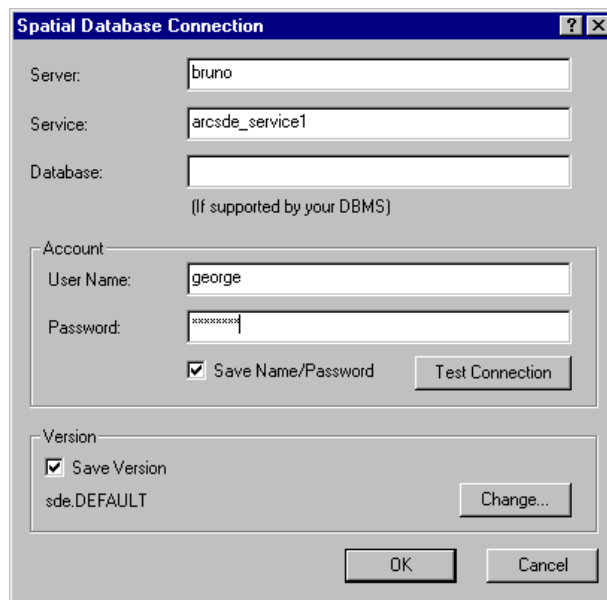 Spatial Database Connection
Server: bruno
Service: arcsde_service1
Database:
(If supported by your DBMS)
Account
User Name: george
Password: ********
Save Name/Password Test Connection
Version
Save Version
sde.DEFAULT Change...
OK Cancel